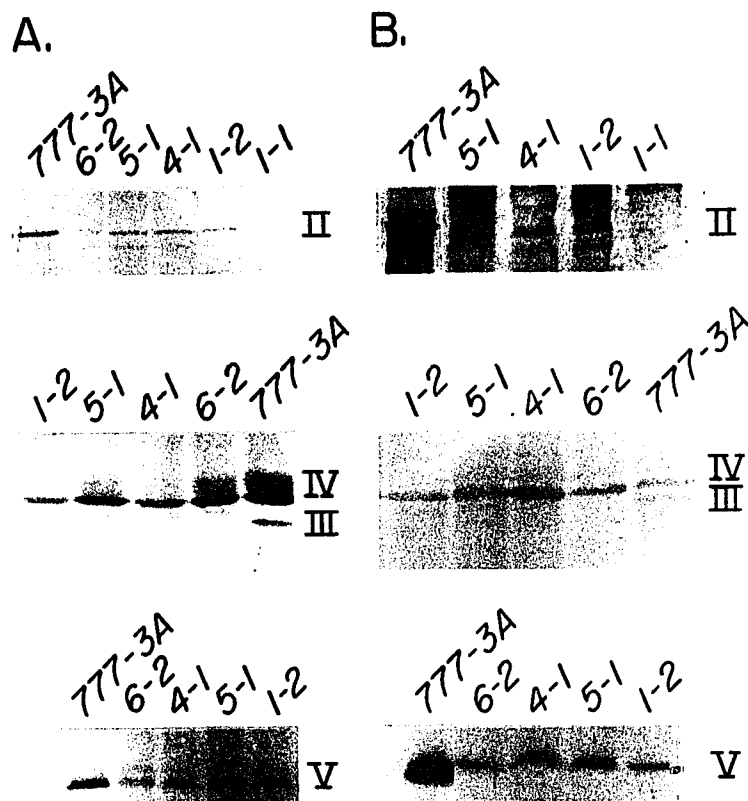 A.
777-3A 6-2 5-1 4-1 1-2 1-1
II
1-2 5-1 4-1 6-2 777-3A
IV
III
777-3A 6-2 4-1 5-1 1-2
V
B.
777-3A 5-1 4-1 1-2 1-1
II
1-2 5-1 4-1 6-2 777-3A
IV
III
777-3A 6-2 4-1 5-1 1-2
V